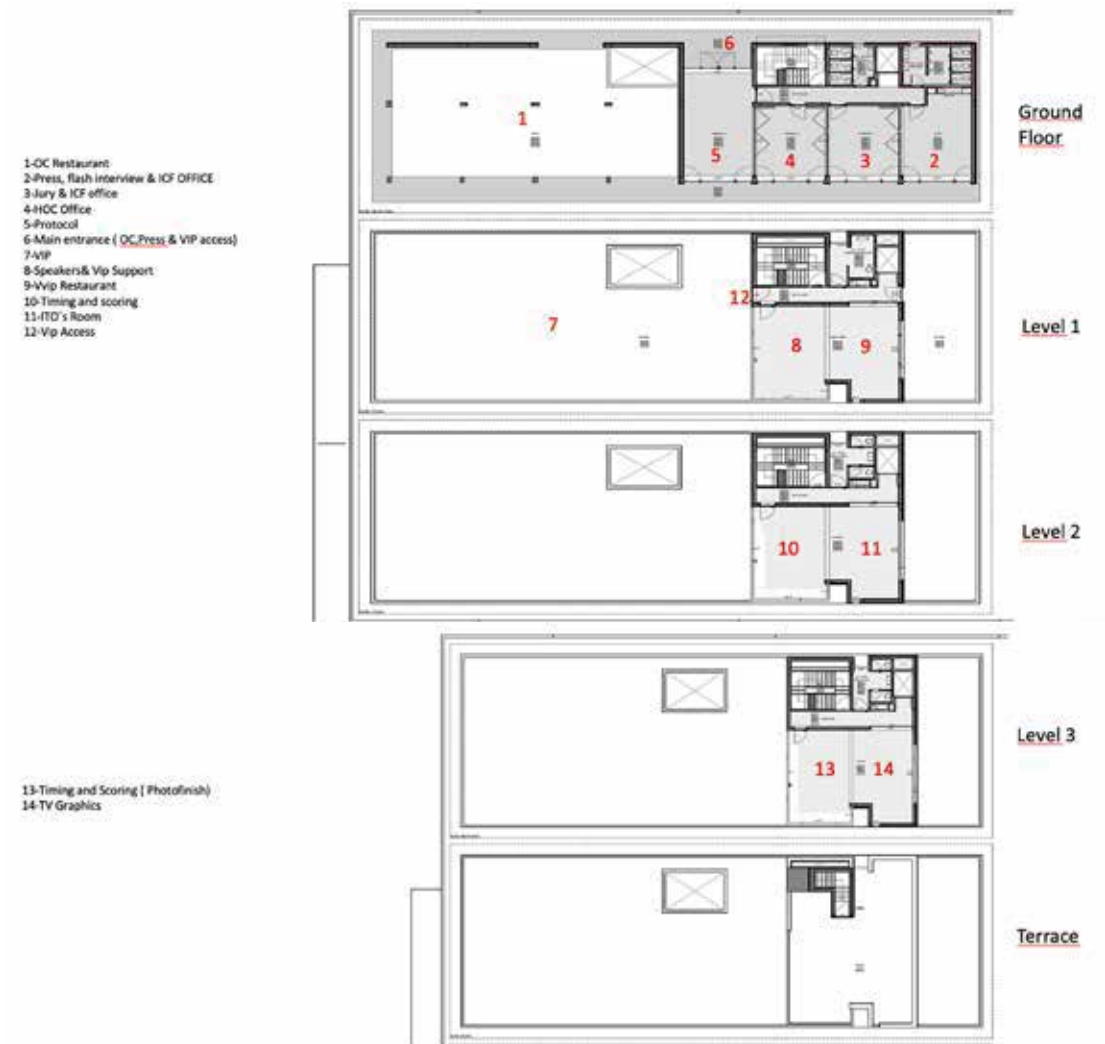 6
Ground
Floor
1
5
4
3
2
1-OC Restaurant
2-Press, flash interview & ICF OFFICE
3-Jury & ICF office
4-HOC Office
5-Protocol
6-Main entrance ( OC,Press & VIP access)
7-VIP
8-Speakers& Vip Support
9-Vvip Restaurant
10-Timing and scoring
11-ITO´s Room
12-Vip Access
12
7
8
9
Level 1
10
11
Level 2
13
14
Level 3
13-Timing and Scoring ( Photofinish)
14-TV Graphics
Terrace